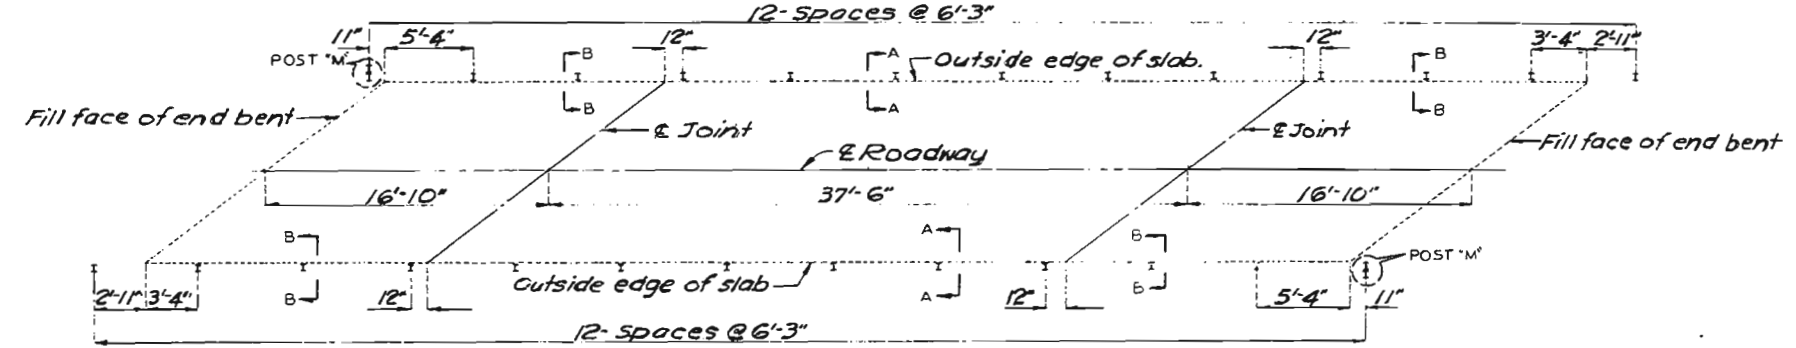 12-Spaces @ 6'-3"
11" 5'-4" 12" 12" 3'-4" 2'-11"
POST "M" B A Outside edge of slab. B
B A B
Fill face of end bent ℄ Joint ℄ Joint Fill face of end bent
℄ Roadway
16'-10" 37'-6" 16'-10"
B A B POST "M"
2'-11" 3'-4" B 12" Outside edge of slab A 12" B 5'-4" 11"
12-Spaces @ 6'-3"